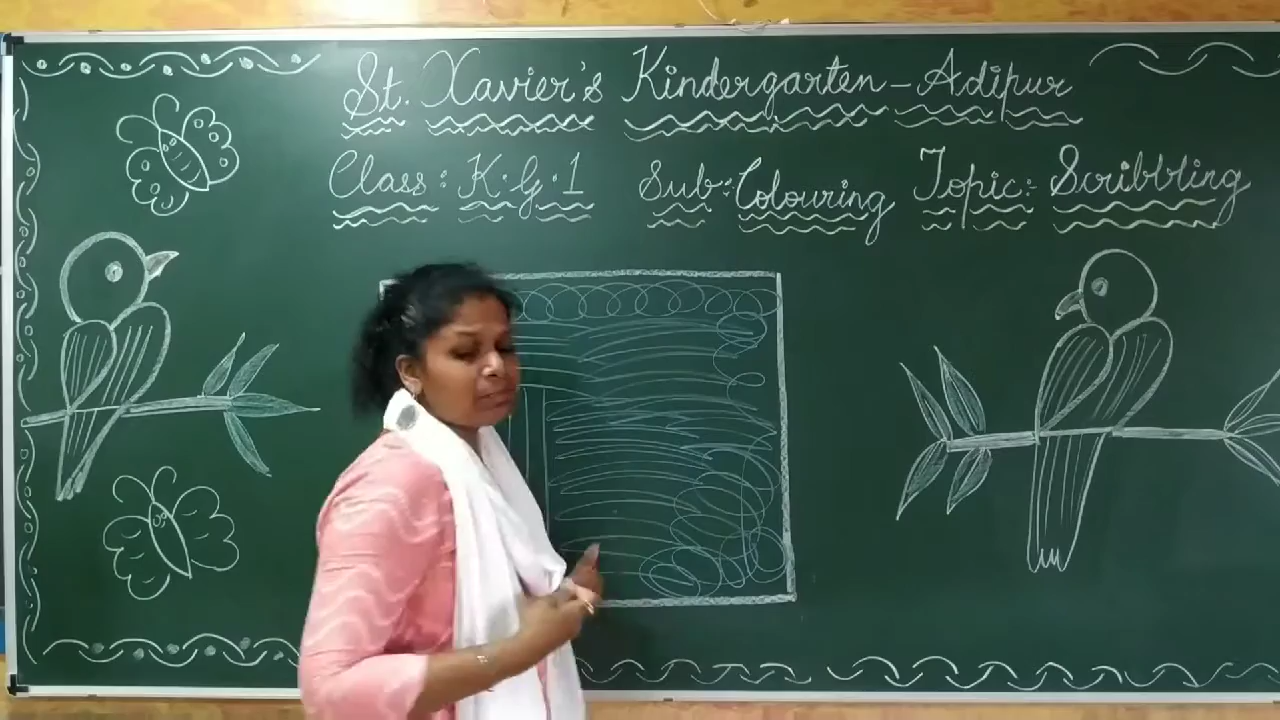 St. Xavier's Kindergarten - Adipur
Class: K.G.1 Sub: Colouring Topic: Scribbling